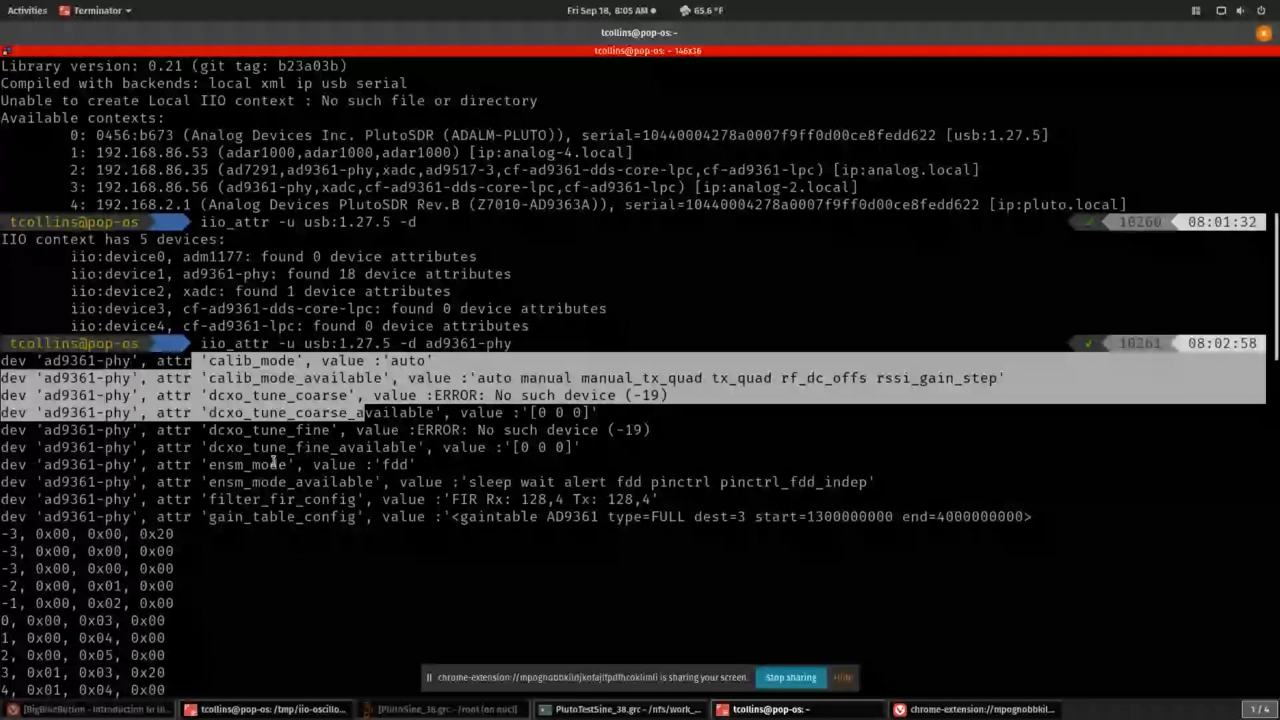 Activities Terminator Fri Sep 18, 8:05 AM 65.6 °F
tcollins@pop-os: ~
tcollins@pop-os: ~ 146x36
Library version: 0.21 (git tag: b23a03b)
Compiled with backends: local xml ip usb serial
Unable to create Local IIO context : No such file or directory
Available contexts:
0: 0456:b673 (Analog Devices Inc. PlutoSDR (ADALM-PLUTO)), serial=10440004278a0007f9ff0d00ce8fedd622 [usb:1.27.5]
1: 192.168.86.53 (adar1000,adar1000,adar1000) [ip:analog-4.local]
2: 192.168.86.35 (ad7291,ad9361-phy,xadc,ad9517-3,cf-ad9361-dds-core-lpc,cf-ad9361-lpc) [ip:analog.local]
3: 192.168.86.56 (ad9361-phy,xadc,cf-ad9361-dds-core-lpc,cf-ad9361-lpc) [ip:analog-2.local]
4: 192.168.2.1 (Analog Devices PlutoSDR Rev.B (Z7010-AD9363A)), serial=10440004278a0007f9ff0d00ce8fedd622 [ip:pluto.local]
tcollins@pop-os iio_attr -u usb:1.27.5 -d ✓ 10260 08:01:32
IIO context has 5 devices:
iio:device0, adm1177: found 0 device attributes
iio:device1, ad9361-phy: found 18 device attributes
iio:device2, xadc: found 1 device attributes
iio:device3, cf-ad9361-dds-core-lpc: found 0 device attributes
iio:device4, cf-ad9361-lpc: found 0 device attributes
tcollins@pop-os iio_attr -u usb:1.27.5 -d ad9361-phy ✓ 10261 08:02:58
dev 'ad9361-phy', attr 'calib_mode', value :'auto'
dev 'ad9361-phy', attr 'calib_mode_available', value :'auto manual manual_tx_quad tx_quad rf_dc_offs rssi_gain_step'
dev 'ad9361-phy', attr 'dcxo_tune_coarse', value :ERROR: No such device (-19)
dev 'ad9361-phy', attr 'dcxo_tune_coarse_available', value :'[0 0 0]'
dev 'ad9361-phy', attr 'dcxo_tune_fine', value :ERROR: No such device (-19)
dev 'ad9361-phy', attr 'dcxo_tune_fine_available', value :'[0 0 0]'
dev 'ad9361-phy', attr 'ensm_mode', value :'fdd'
dev 'ad9361-phy', attr 'ensm_mode_available', value :'sleep wait alert fdd pinctrl pinctrl_fdd_indep'
dev 'ad9361-phy', attr 'filter_fir_config', value :'FIR Rx: 128,4 Tx: 128,4'
dev 'ad9361-phy', attr 'gain_table_config', value :'<gaintable AD9361 type=FULL dest=3 start=1300000000 end=4000000000>
-3, 0x00, 0x00, 0x20
-3, 0x00, 0x00, 0x00
-3, 0x00, 0x00, 0x00
-2, 0x00, 0x01, 0x00
-1, 0x00, 0x02, 0x00
0, 0x00, 0x03, 0x00
1, 0x00, 0x04, 0x00
2, 0x00, 0x05, 0x00
3, 0x01, 0x03, 0x20
4, 0x01, 0x04, 0x00
is sharing your screen. Stop sharing Hide
[BigBlueButton - Introduction to II... tcollins@pop-os: /tmp/iio-oscillo... [PlutoTestSine_38.grc - /root (on nuc)] PlutoTestSine_38.grc - /nfs/work_... tcollins@pop-os: ~ 1 / 4